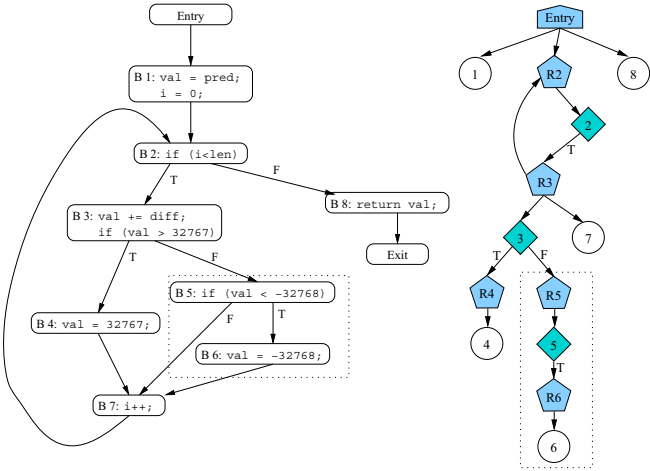 Entry
B 1: val = pred;
i = 0;
B 2: if (i<len)
T
F
B 3: val += diff;
if (val > 32767)
B 8: return val;
Exit
T
F
B 5: if (val < -32768)
F
T
B 4: val = 32767;
B 6: val = -32768;
B 7: i++;
Entry
1
R2
8
2
T
R3
3
7
T
F
R4
R5
4
5
T
R6
6